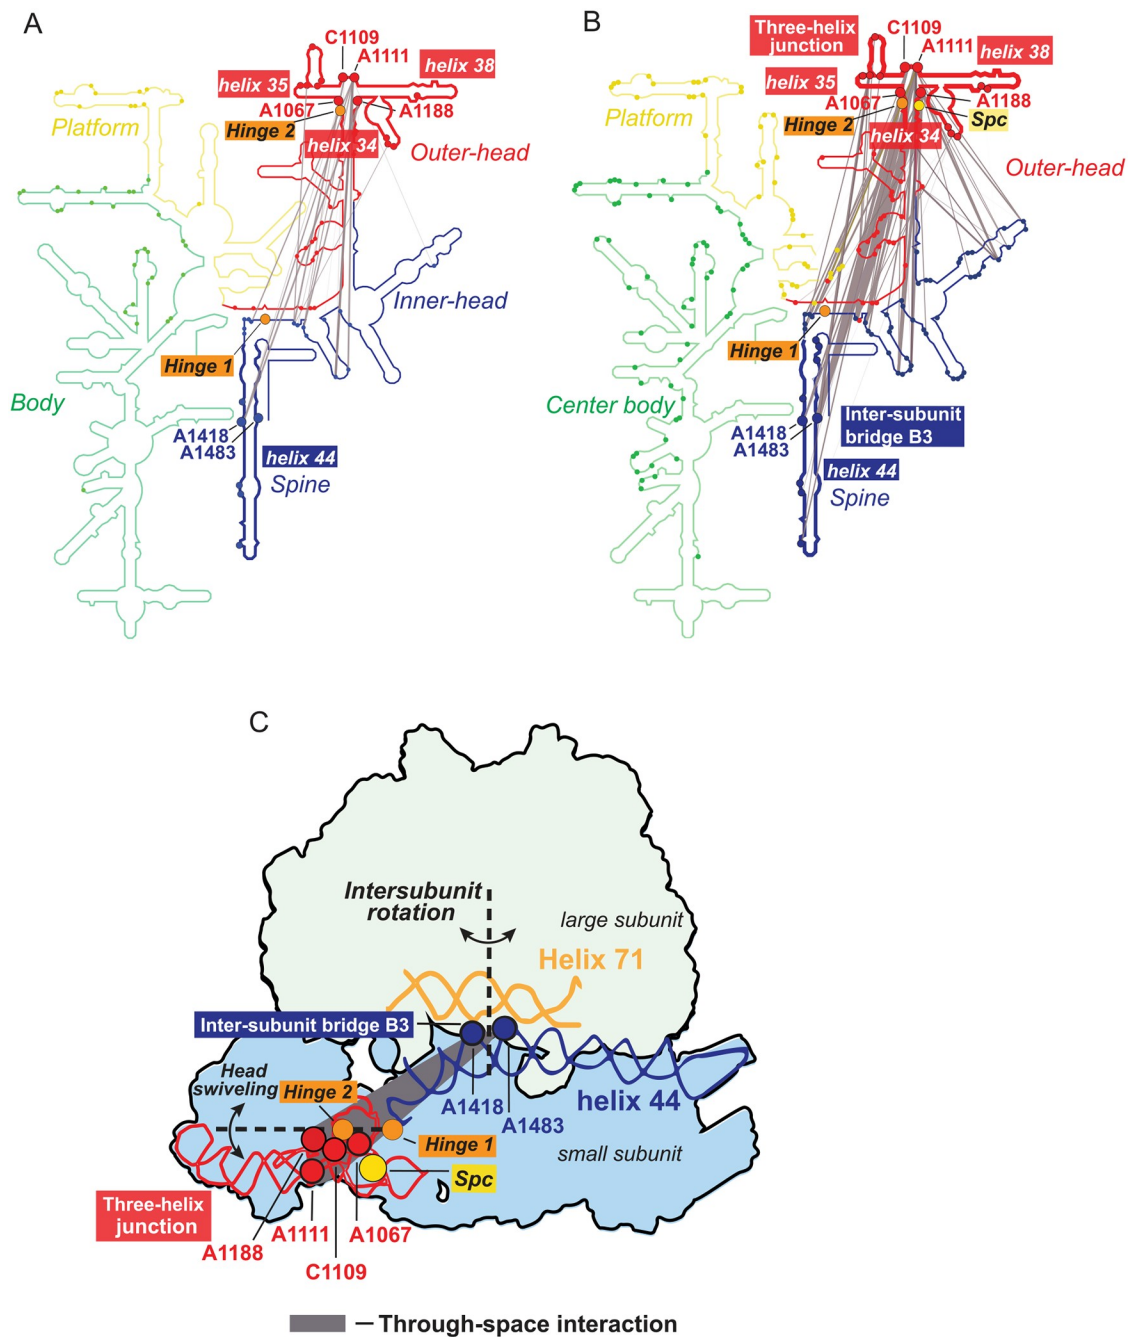 A
C1109
A1111
helix 38
helix 35
A1067
A1188
Hinge 2
Platform
helix 34
Outer-head
Inner-head
Hinge 1
Body
A1418
A1483
helix 44
Spine
B
Three-helix
junction
C1109
A1111
helix 38
helix 35
A1067
A1188
Hinge 2
Spc
Platform
helix 34
Outer-head
Hinge 1
Center body
Inter-subunit
bridge B3
A1418
A1483
helix 44
Spine
C
Intersubunit
rotation
large subunit
Helix 71
Inter-subunit bridge B3
Head
swiveling
Hinge 2
A1418
helix 44
A1483
Hinge 1
small subunit
Spc
Three-helix
junction
A1111
A1067
A1188
C1109
Through-space interaction